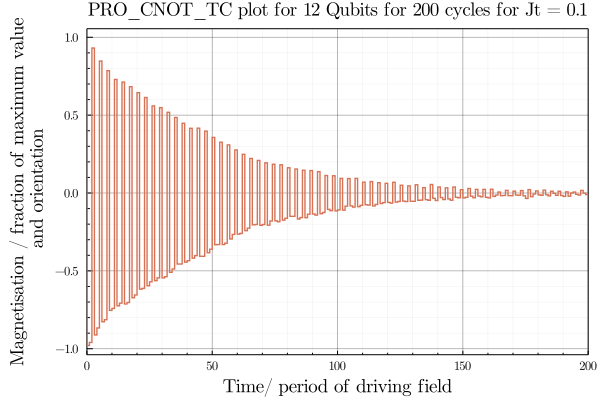 PRO_CNOT_TC plot for 12 Qubits for 200 cycles for Jt = 0.1
Magnetisation / fraction of maximum value
and orientation
1.0
0.5
0.0
−0.5
−1.0
0
50
100
150
200
Time/ period of driving field